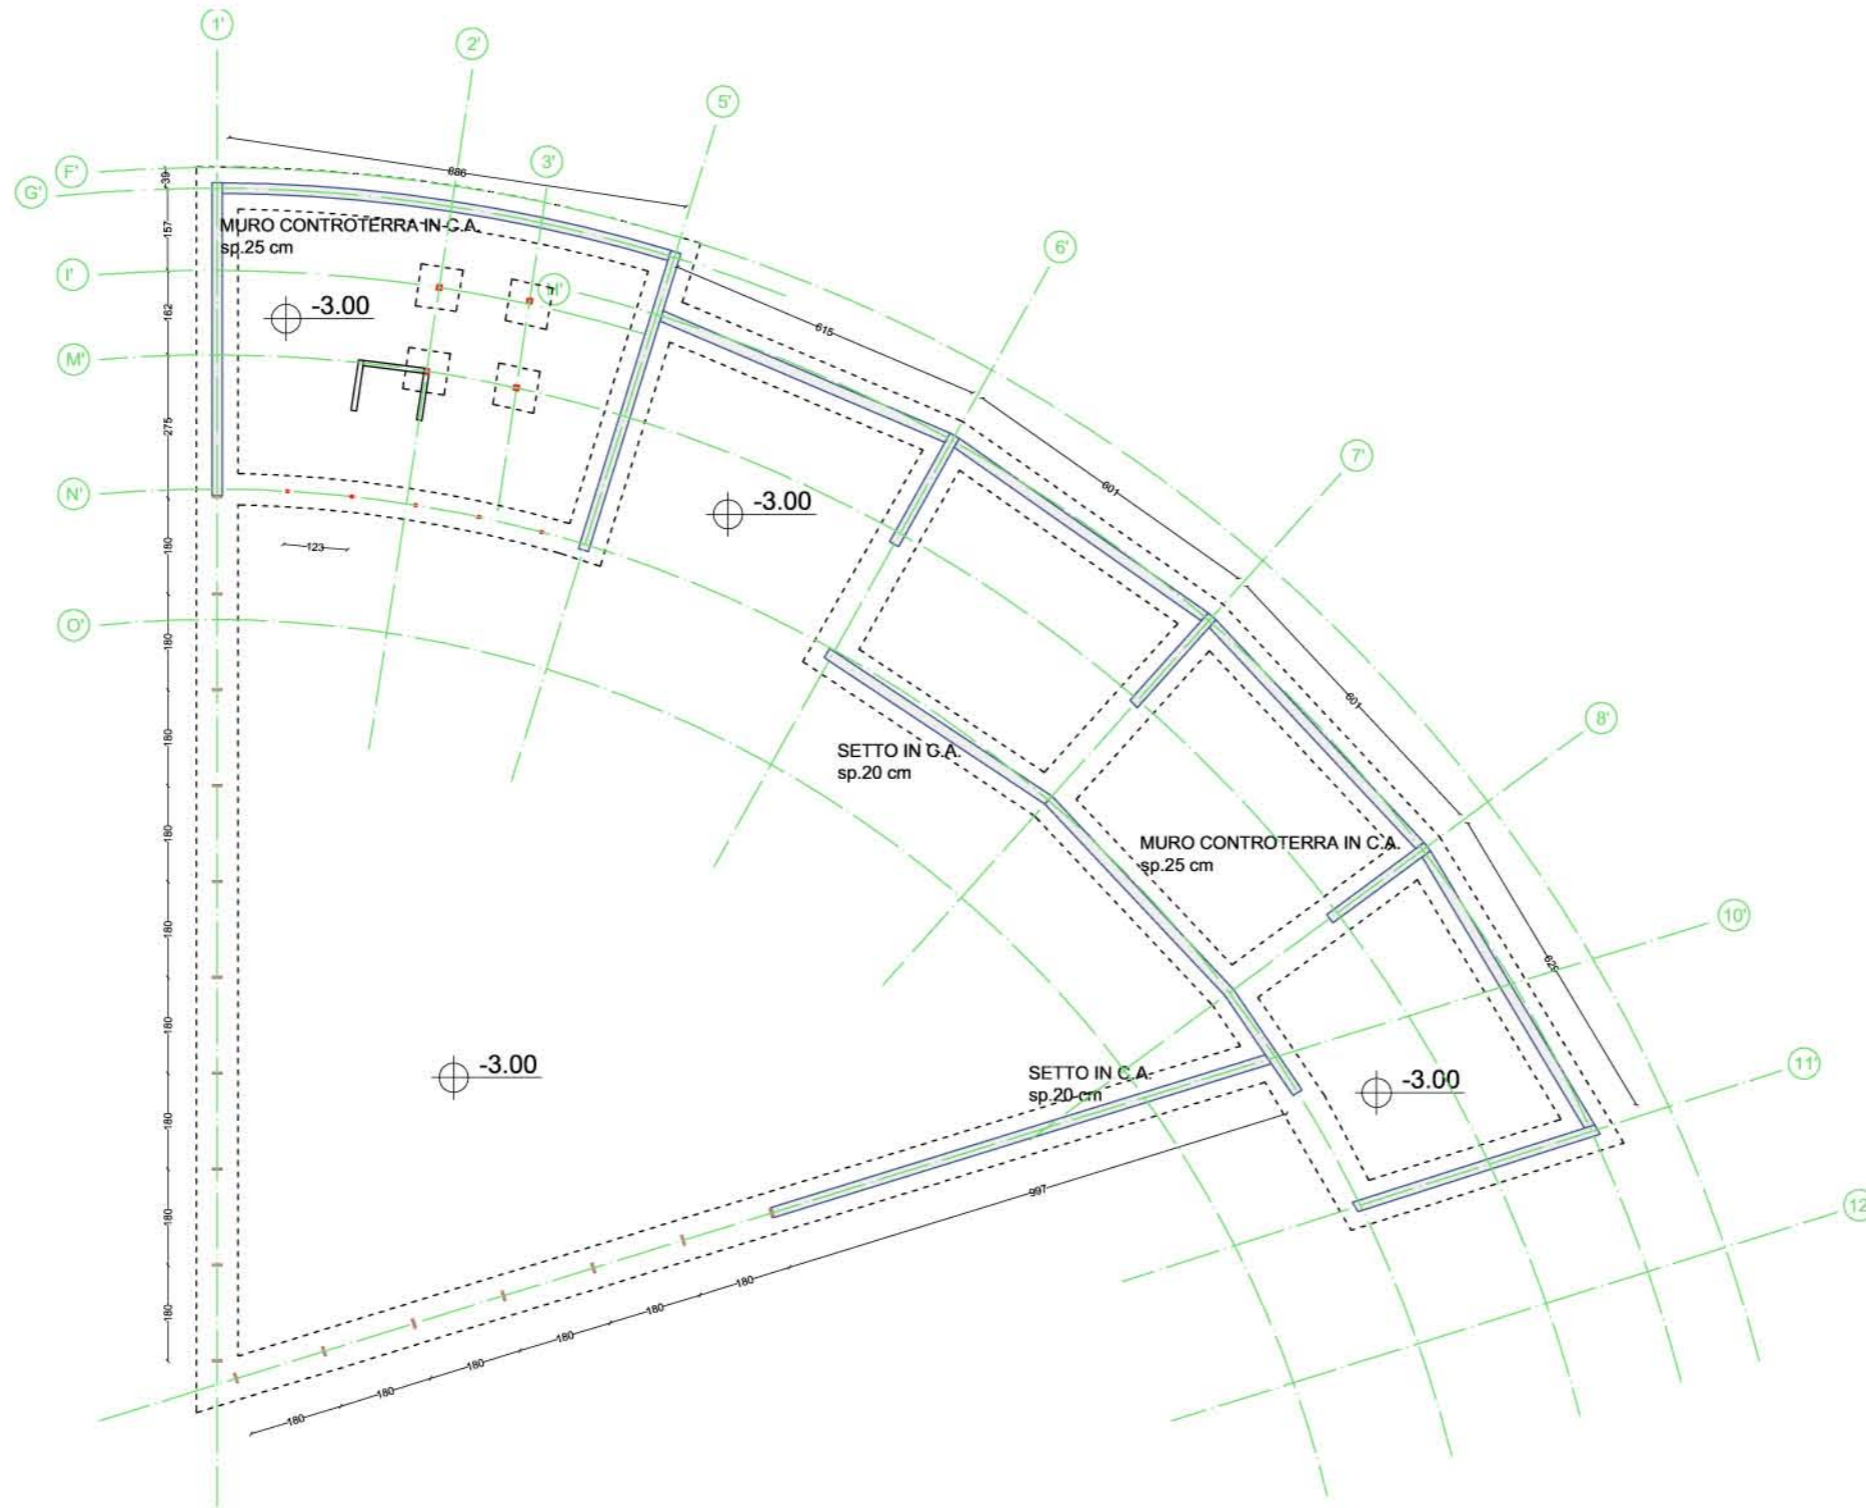 1'
2'
5'
3'
686
F'
G'
39
157
MURO CONTROTERRA IN C.A.
sp.25 cm
6'
I'
H'
-3.00
162
615
M'
275
7'
601
N'
-3.00
123
180
O'
180
601
8'
SETTO IN C.A.
sp.20 cm
180
180
MURO CONTROTERRA IN C.A.
sp.25 cm
10'
180
629
180
-3.00
SETTO IN C.A.
sp.20 cm
-3.00
11'
180
997
12
180
180
180
180
180
180
180
180